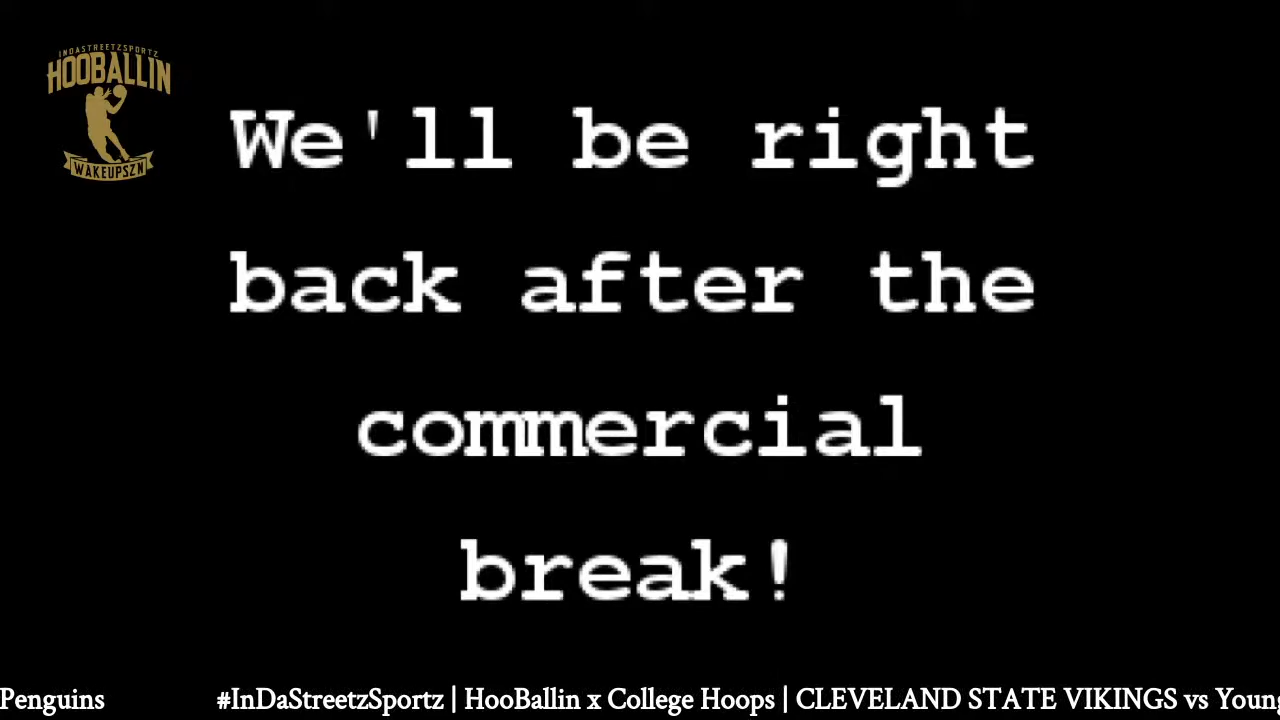 INDASTREETZSPORTZ
HOOBALLIN
WAKEUPSZN
We'll be right
back after the
commercial
break!
Penguins #InDaStreetzSportz | HooBallin x College Hoops | CLEVELAND STATE VIKINGS vs Young